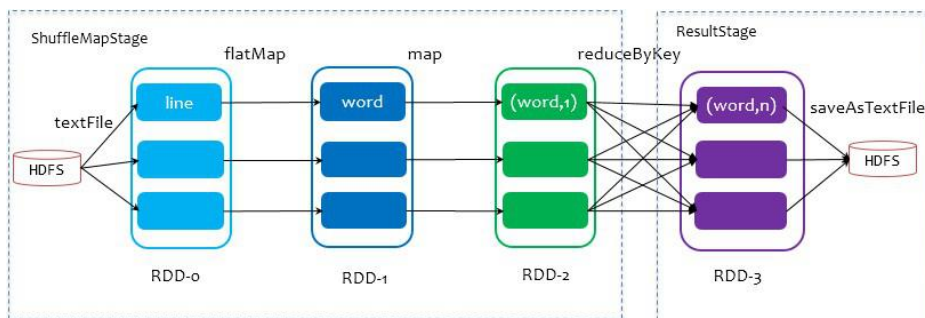 ShuffleMapStage
ResultStage
flatMap
map
reduceByKey
line
word
(word,1)
(word,n)
textFile
saveAsTextFile
HDFS
HDFS
RDD-0
RDD-1
RDD-2
RDD-3